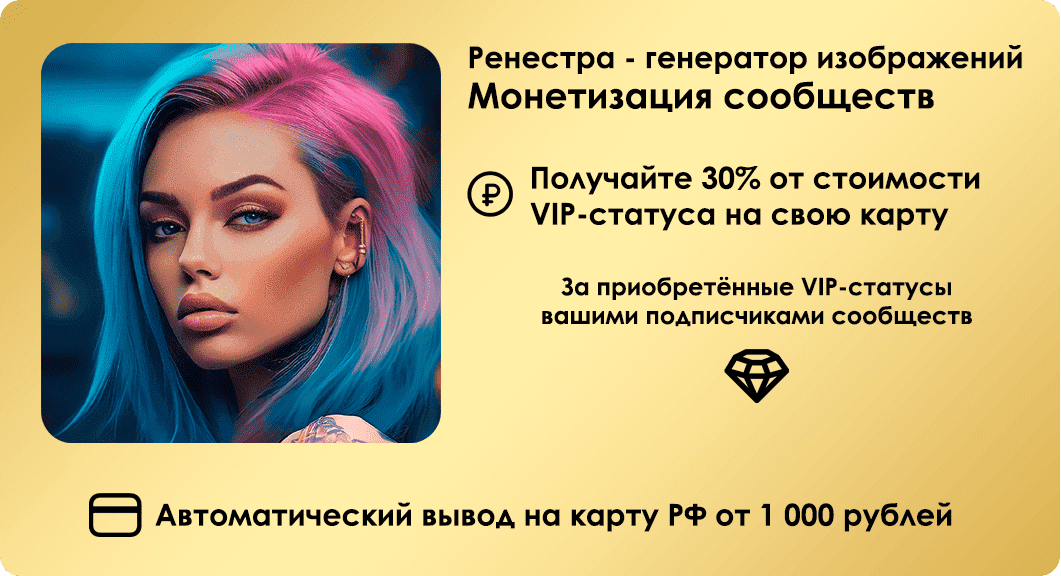 Ренестра - генератор изображений
Монетизация сообществ
Получайте 30% от стоимости
VIP-статуса на свою карту
За приобретённые VIP-статусы
вашими подписчиками сообществ
Автоматический вывод на карту РФ от 1 000 рублей